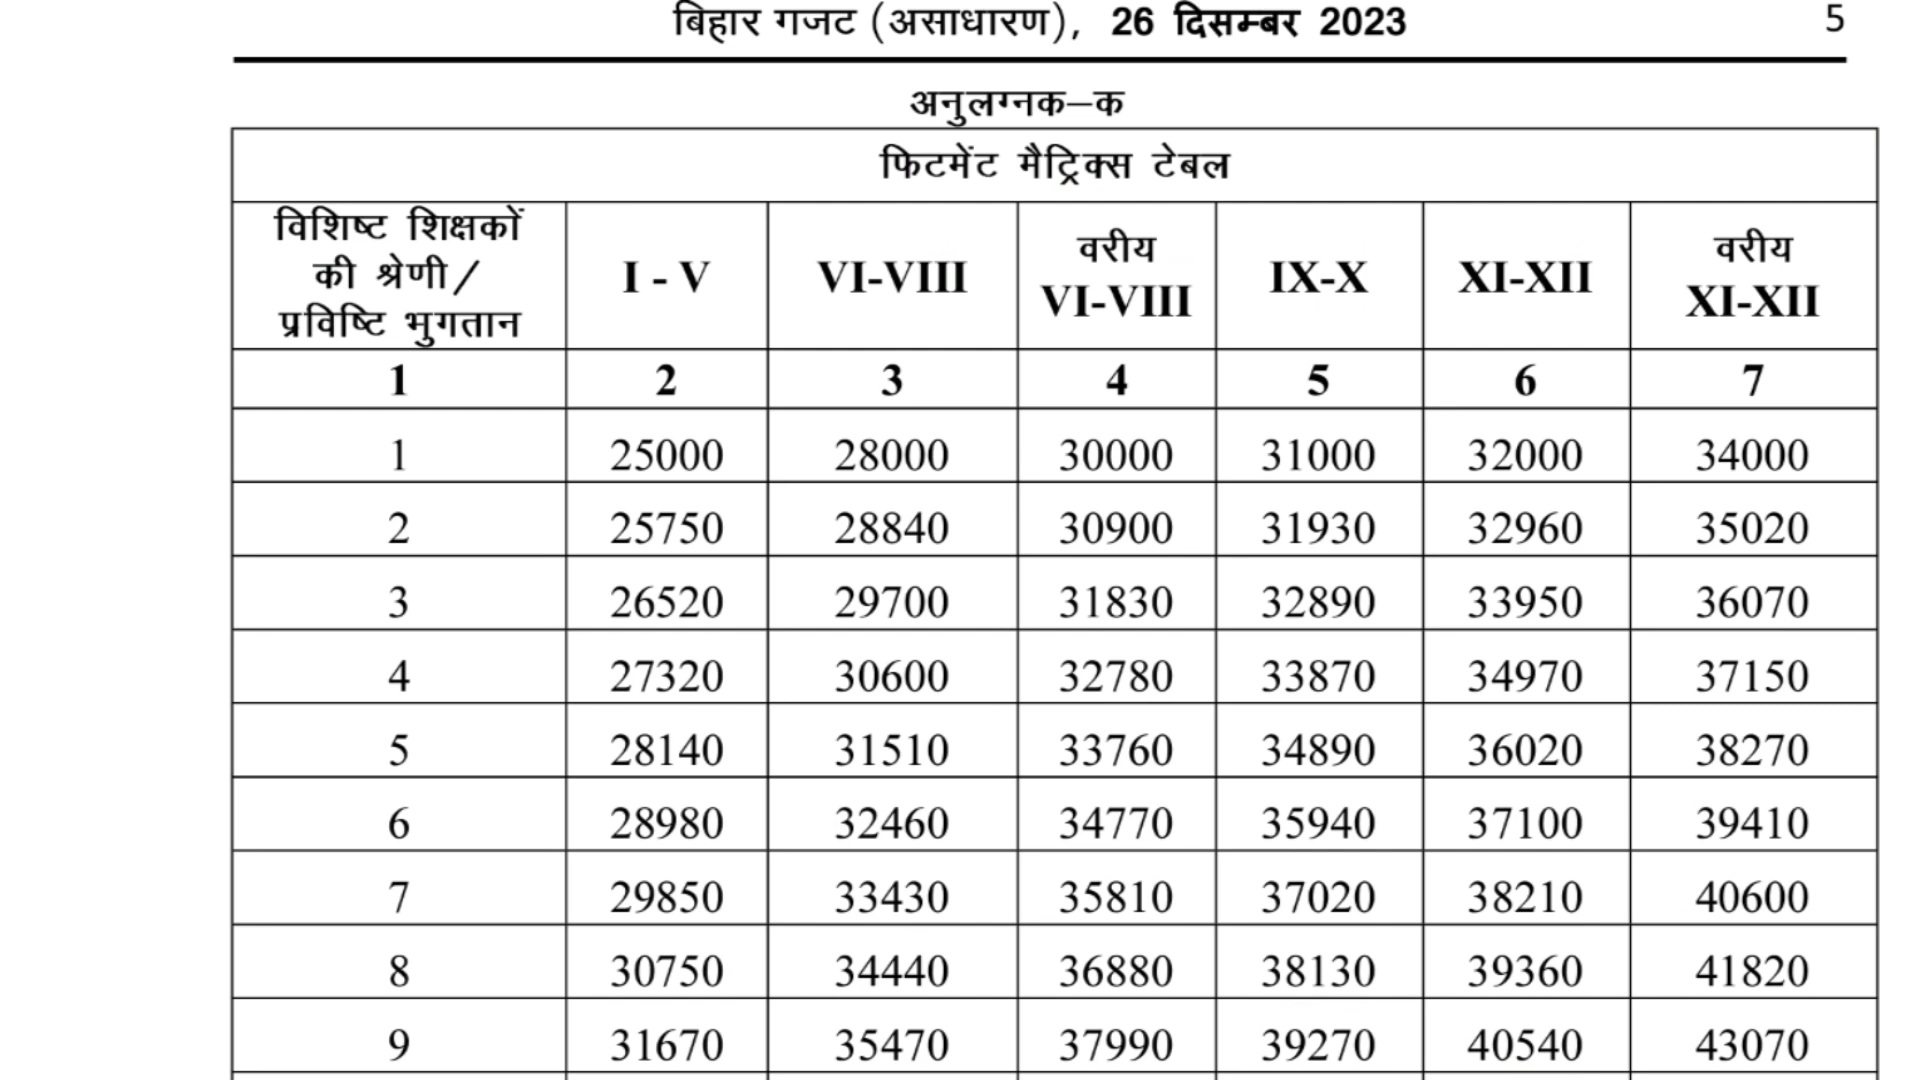 बिहार गजट (असाधारण), 26 दिसम्बर 2023 5
अनुलग्नक–क
फिटमेंट मैट्रिक्स टेबल
विशिष्ट शिक्षकों की श्रेणी/ प्रविष्टि भुगतान I - V VI-VIII वरीय VI-VIII IX-X XI-XII वरीय XI-XII
1 2 3 4 5 6 7
1 25000 28000 30000 31000 32000 34000
2 25750 28840 30900 31930 32960 35020
3 26520 29700 31830 32890 33950 36070
4 27320 30600 32780 33870 34970 37150
5 28140 31510 33760 34890 36020 38270
6 28980 32460 34770 35940 37100 39410
7 29850 33430 35810 37020 38210 40600
8 30750 34440 36880 38130 39360 41820
9 31670 35470 37990 39270 40540 43070